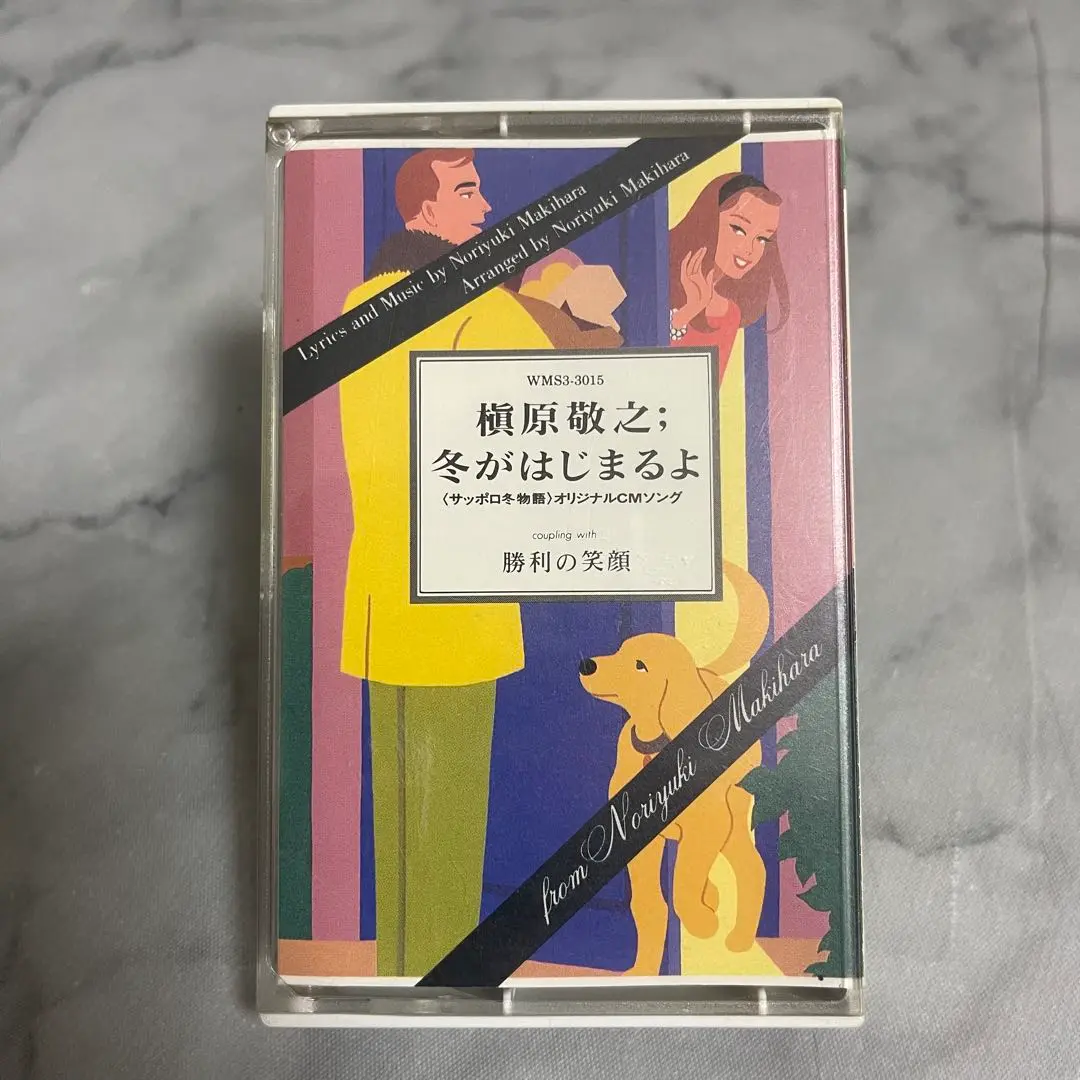 Lyrics and Music by Noriyuki Makihara
Arranged by Noriyuki Makihara
WMS3-3015
槇原敬之;
冬がはじまるよ
〈サッポロ冬物語〉オリジナルCMソング
coupling with
勝利の笑顔
from Noriyuki Makihara